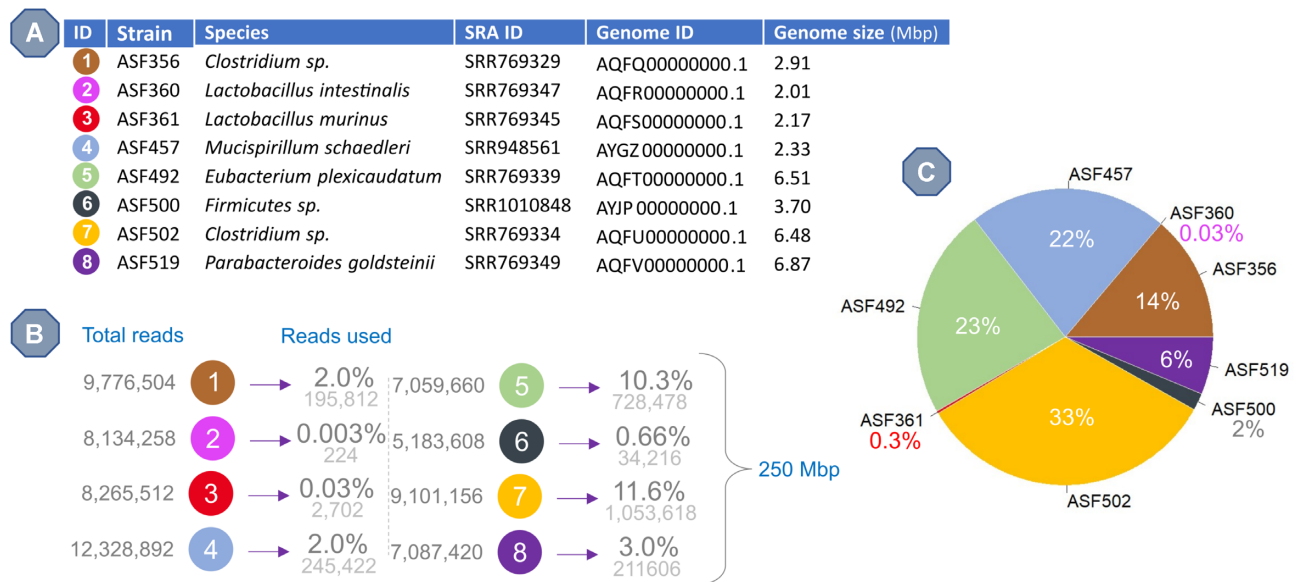 A
ID Strain Species SRA ID Genome ID Genome size (Mbp)
1 ASF356 Clostridium sp. SRR769329 AQFQ00000000.1 2.91
2 ASF360 Lactobacillus intestinalis SRR769347 AQFR00000000.1 2.01
3 ASF361 Lactobacillus murinus SRR769345 AQFS00000000.1 2.17
4 ASF457 Mucispirillum schaedleri SRR948561 AYGZ00000000.1 2.33
5 ASF492 Eubacterium plexicaudatum SRR769339 AQFT00000000.1 6.51
6 ASF500 Firmicutes sp. SRR1010848 AYJP00000000.1 3.70
7 ASF502 Clostridium sp. SRR769334 AQFU00000000.1 6.48
8 ASF519 Parabacteroides goldsteinii SRR769349 AQFV00000000.1 6.87
B
Total reads Reads used
9,776,504 1 2.0%
195,812
8,134,258 2 0.003%
224
8,265,512 3 0.03%
2,702
12,328,892 4 2.0%
245,422
7,059,660 5 10.3%
728,478
5,183,608 6 0.66%
34,216
9,101,156 7 11.6%
1,053,618
7,087,420 8 3.0%
211606
250 Mbp
C
ASF457
22%
ASF360
0.03%
ASF356
14%
ASF492
23%
ASF519
6%
ASF500
2%
ASF361
0.3%
33%
ASF502